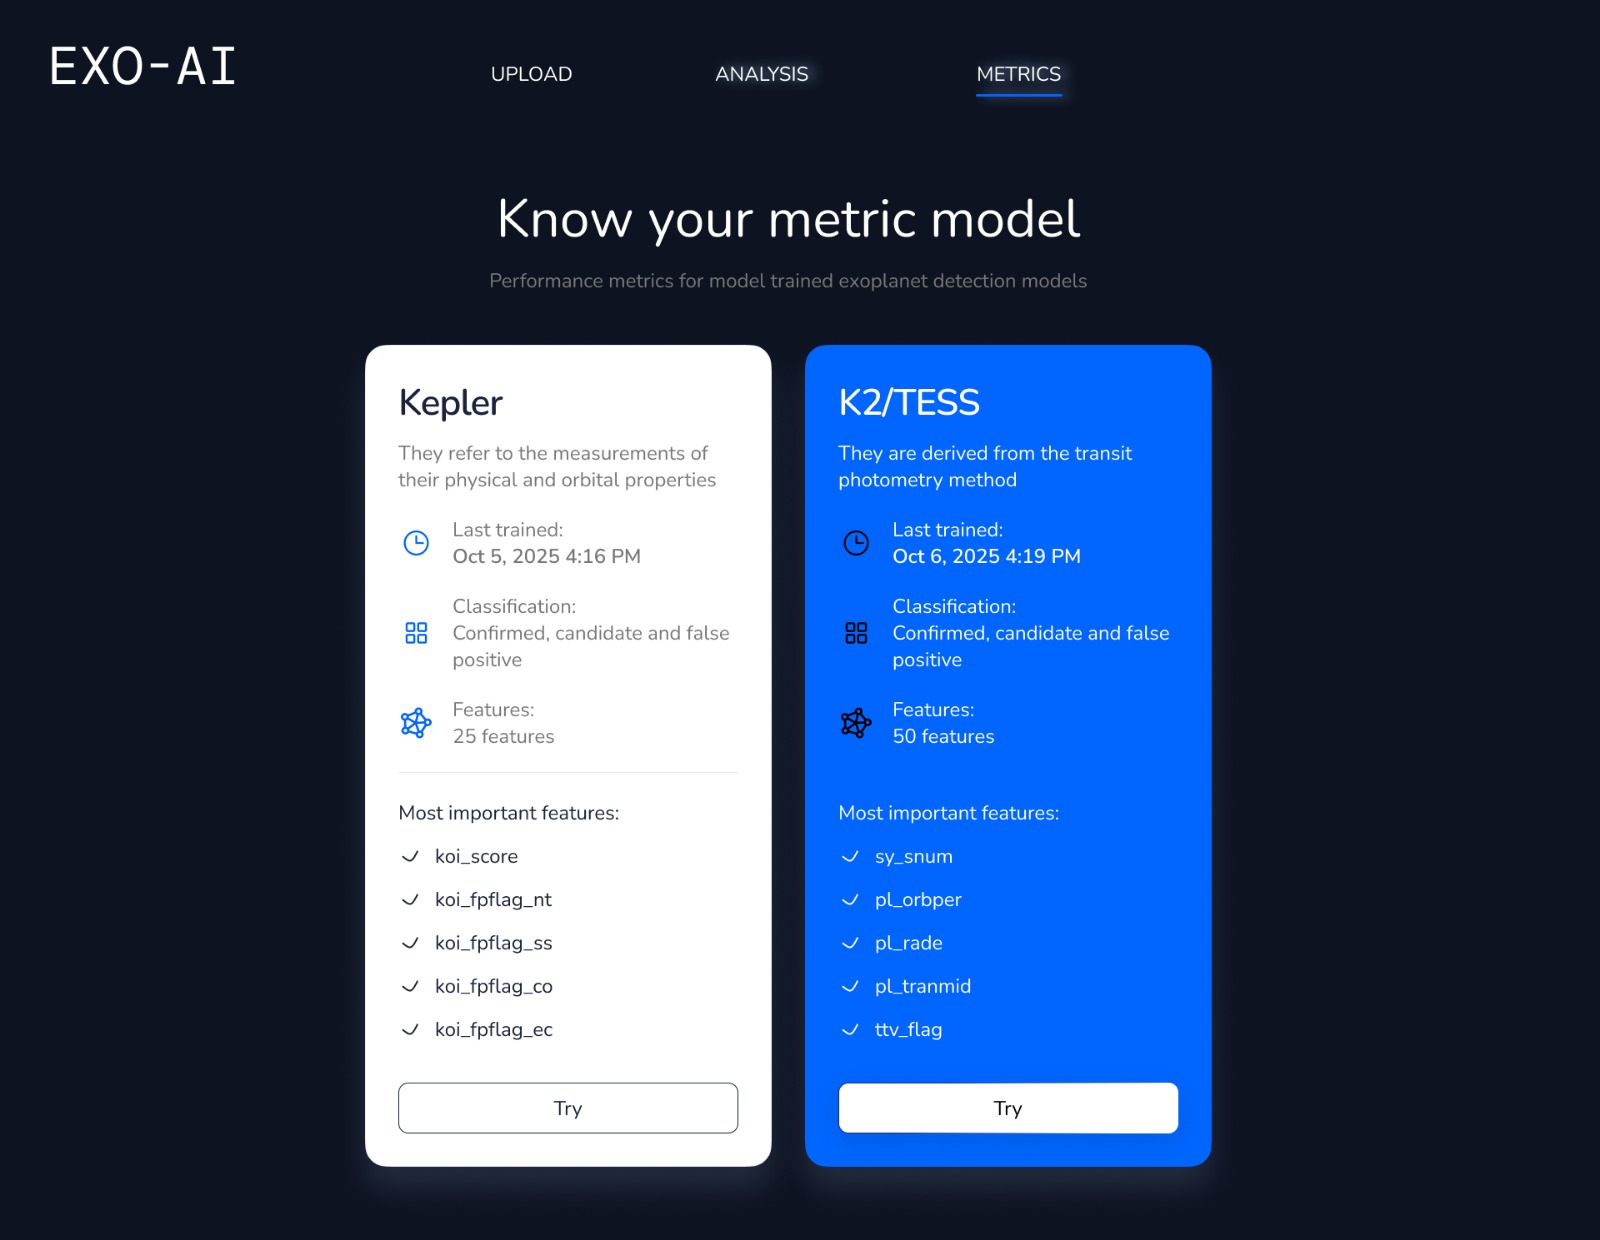 EXO-AI
UPLOAD
ANALYSIS
METRICS
Know your metric model
Performance metrics for model trained exoplanet detection models
Kepler
They refer to the measurements of
their physical and orbital properties
Last trained:
Oct 5, 2025 4:16 PM
Classification:
Confirmed, candidate and false
positive
Features:
25 features
Most important features:
koi_score
koi_fpflag_nt
koi_fpflag_ss
koi_fpflag_co
koi_fpflag_ec
Try
K2/TESS
They are derived from the transit
photometry method
Last trained:
Oct 6, 2025 4:19 PM
Classification:
Confirmed, candidate and false
positive
Features:
50 features
Most important features:
sy_snum
pl_orbper
pl_rade
pl_tranmid
ttv_flag
Try